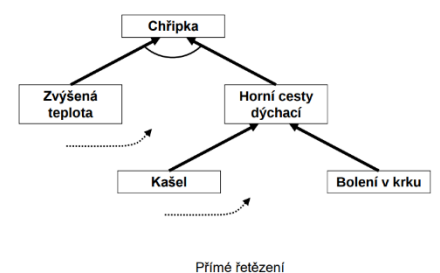 Chřipka
Zvýšená
teplota
Horní cesty
dýchací
Kašel
Bolení v krku
Přímé řetězení